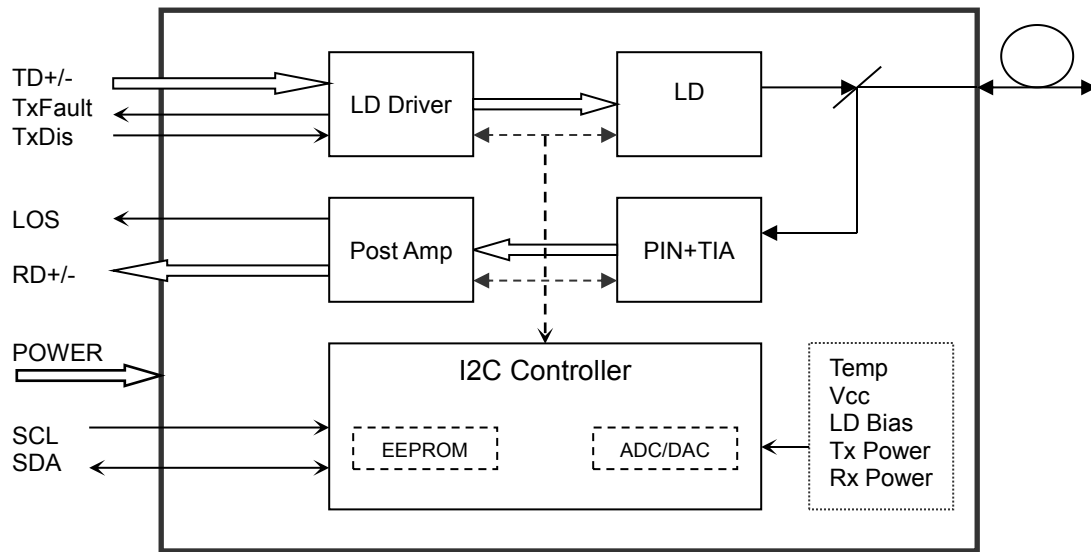 TD+/-
TxFault
TxDis
LD Driver
LD
LOS
RD+/-
Post Amp
PIN+TIA
POWER
SCL
SDA
I2C Controller
EEPROM
ADC/DAC
Temp
Vcc
LD Bias
Tx Power
Rx Power